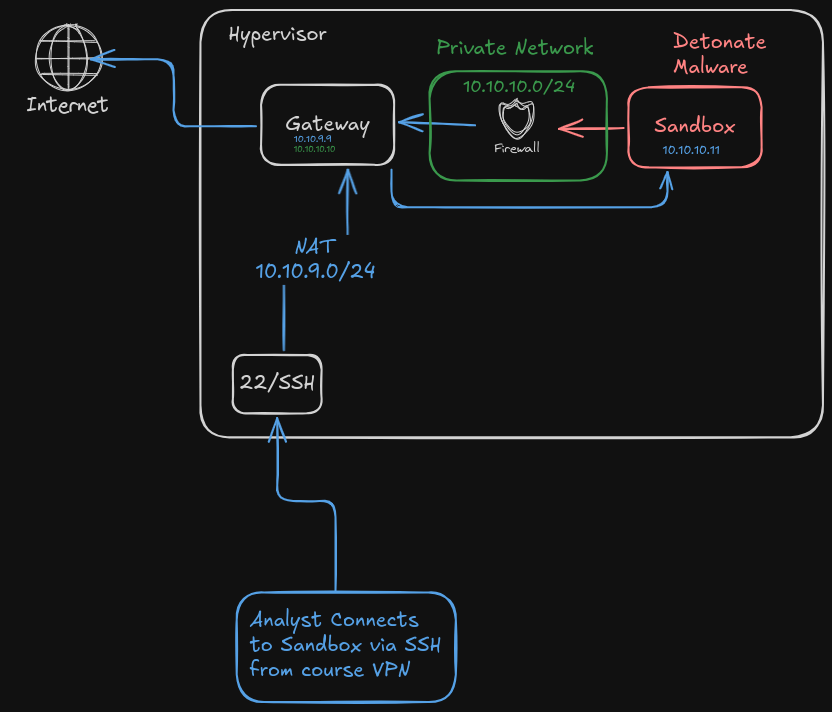 Hypervisor
Internet
Private Network
Detonate
Malware
10.10.10.0/24
Gateway
10.10.9.9
10.10.10.10
Firewall
Sandbox
10.10.10.11
NAT
10.10.9.0/24
22/SSH
Analyst Connects
to Sandbox via SSH
from course VPN